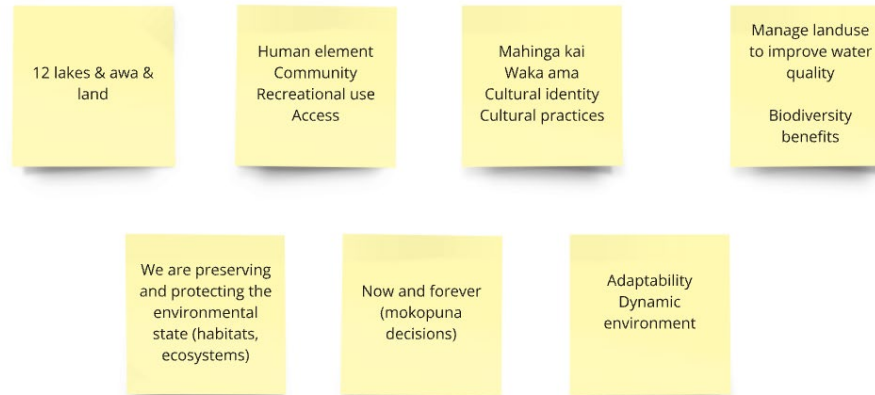 12 lakes & awa &
land
Human element
Community
Recreational use
Access
Mahinga kai
Waka ama
Cultural identity
Cultural practices
Manage landuse
to improve water
quality
Biodiversity
benefits
We are preserving
and protecting the
environmental
state (habitats,
ecosystems)
Now and forever
(mokopuna
decisions)
Adaptability
Dynamic
environment